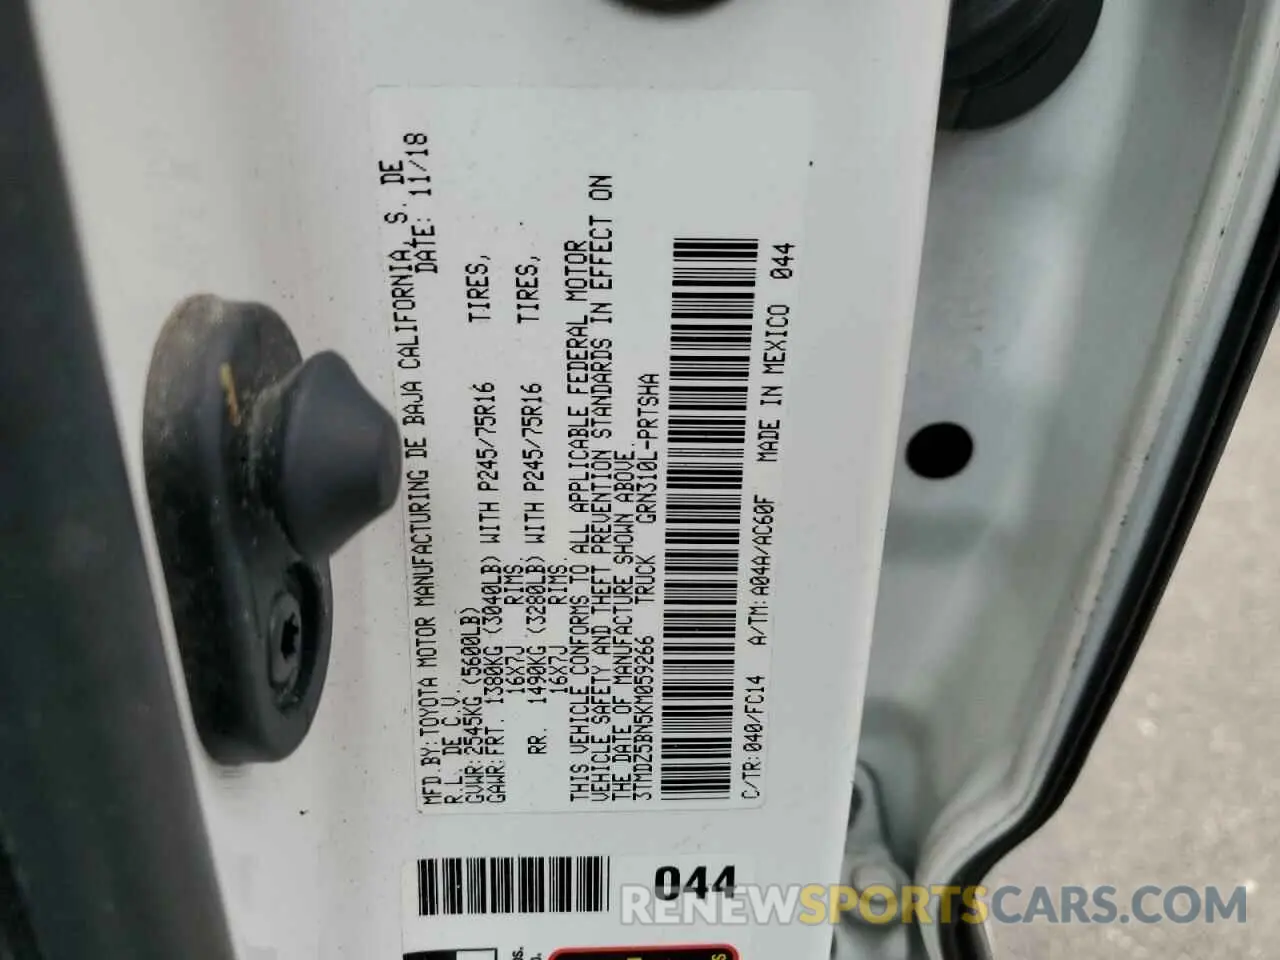 MFD.BY:TOYOTA MOTOR MANUFACTURING DE BAJA CALIFORNIA, S. DE
R.L. DE C.V. DATE: 11/18
GVWR:2545KG (5600LB)
GAWR:FRT. 1380KG (3040LB) WITH P245/75R16 TIRES,
16X7J RIMS.
RR. 1490KG (3280LB) WITH P245/75R16 TIRES,
16X7J RIMS.
THIS VEHICLE CONFORMS TO ALL APPLICABLE FEDERAL MOTOR
VEHICLE SAFETY AND THEFT PREVENTION STANDARDS IN EFFECT ON
THE DATE OF MANUFACTURE SHOWN ABOVE.
3TMDZ5BN5KM059266 TRUCK GRN310L-PRTSHA
C/TR:040/FC14 A/TM:A04A/AC60F MADE IN MEXICO 044
044
RENEWSPORTSCARS.COM